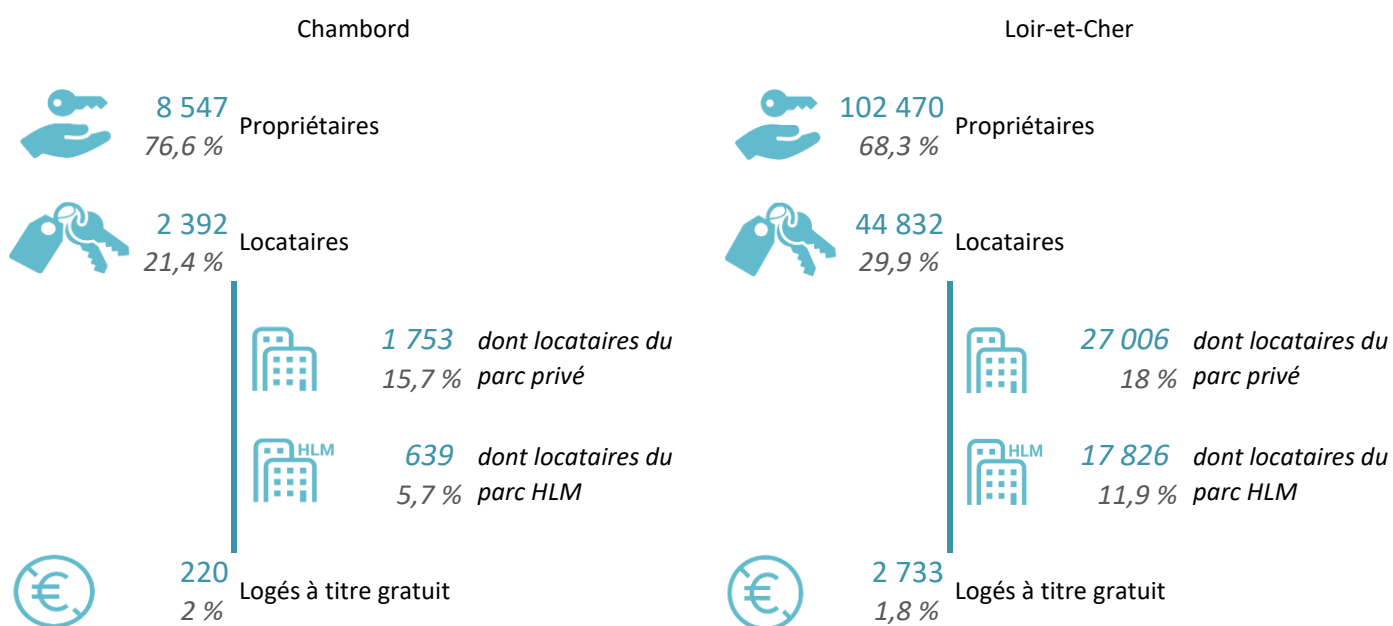 Chambord
8 547
76,6 %
Propriétaires
2 392
21,4 %
Locataires
1 753
15,7 %
dont locataires du
parc privé
HLM
639
5,7 %
dont locataires du
parc HLM
€
220
2 %
Logés à titre gratuit
Loir-et-Cher
102 470
68,3 %
Propriétaires
44 832
29,9 %
Locataires
27 006
18 %
dont locataires du
parc privé
HLM
17 826
11,9 %
dont locataires du
parc HLM
€
2 733
1,8 %
Logés à titre gratuit